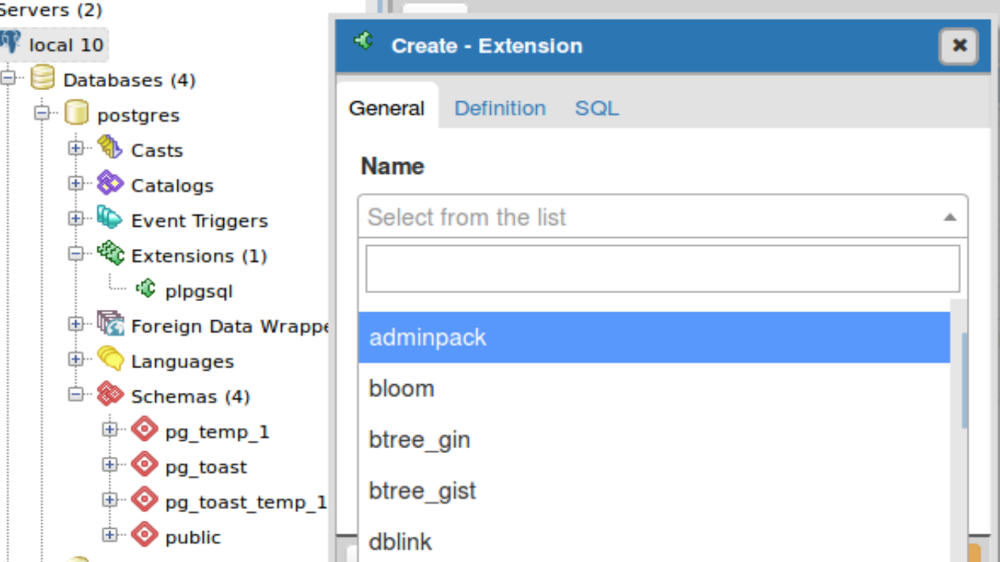 Servers (2)
local 10
Databases (4)
postgres
Casts
Catalogs
Event Triggers
Extensions (1)
plpgsql
Foreign Data Wrappe
Languages
Schemas (4)
pg_temp_1
pg_toast
pg_toast_temp_1
public
Create - Extension
General Definition SQL
Name
Select from the list
adminpack
bloom
btree_gin
btree_gist
dblink